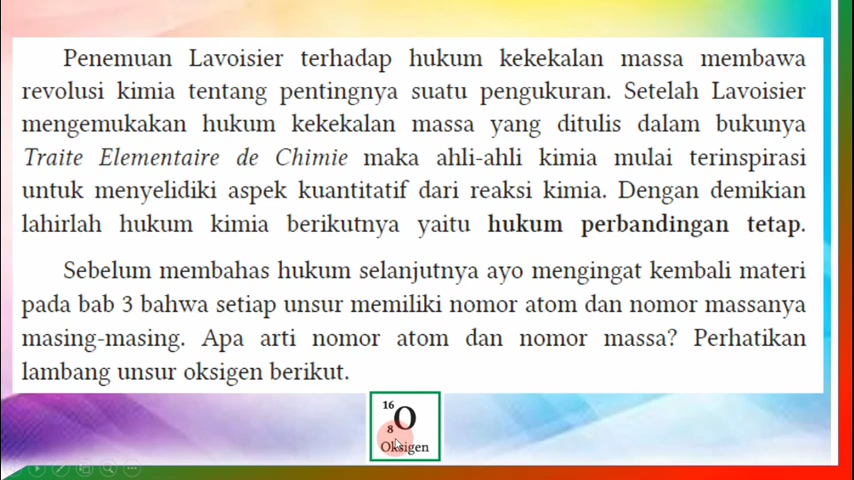 Penemuan Lavoisier terhadap hukum kekekalan massa membawa
revolusi kimia tentang pentingnya suatu pengukuran. Setelah Lavoisier
mengemukakan hukum kekekalan massa yang ditulis dalam bukunya
Traite Elementaire de Chimie maka ahli-ahli kimia mulai terinspirasi
untuk menyelidiki aspek kuantitatif dari reaksi kimia. Dengan demikian
lahirlah hukum kimia berikutnya yaitu hukum perbandingan tetap.
Sebelum membahas hukum selanjutnya ayo mengingat kembali materi
pada bab 3 bahwa setiap unsur memiliki nomor atom dan nomor massanya
masing-masing. Apa arti nomor atom dan nomor massa? Perhatikan
lambang unsur oksigen berikut.
16
O
8
Oksigen